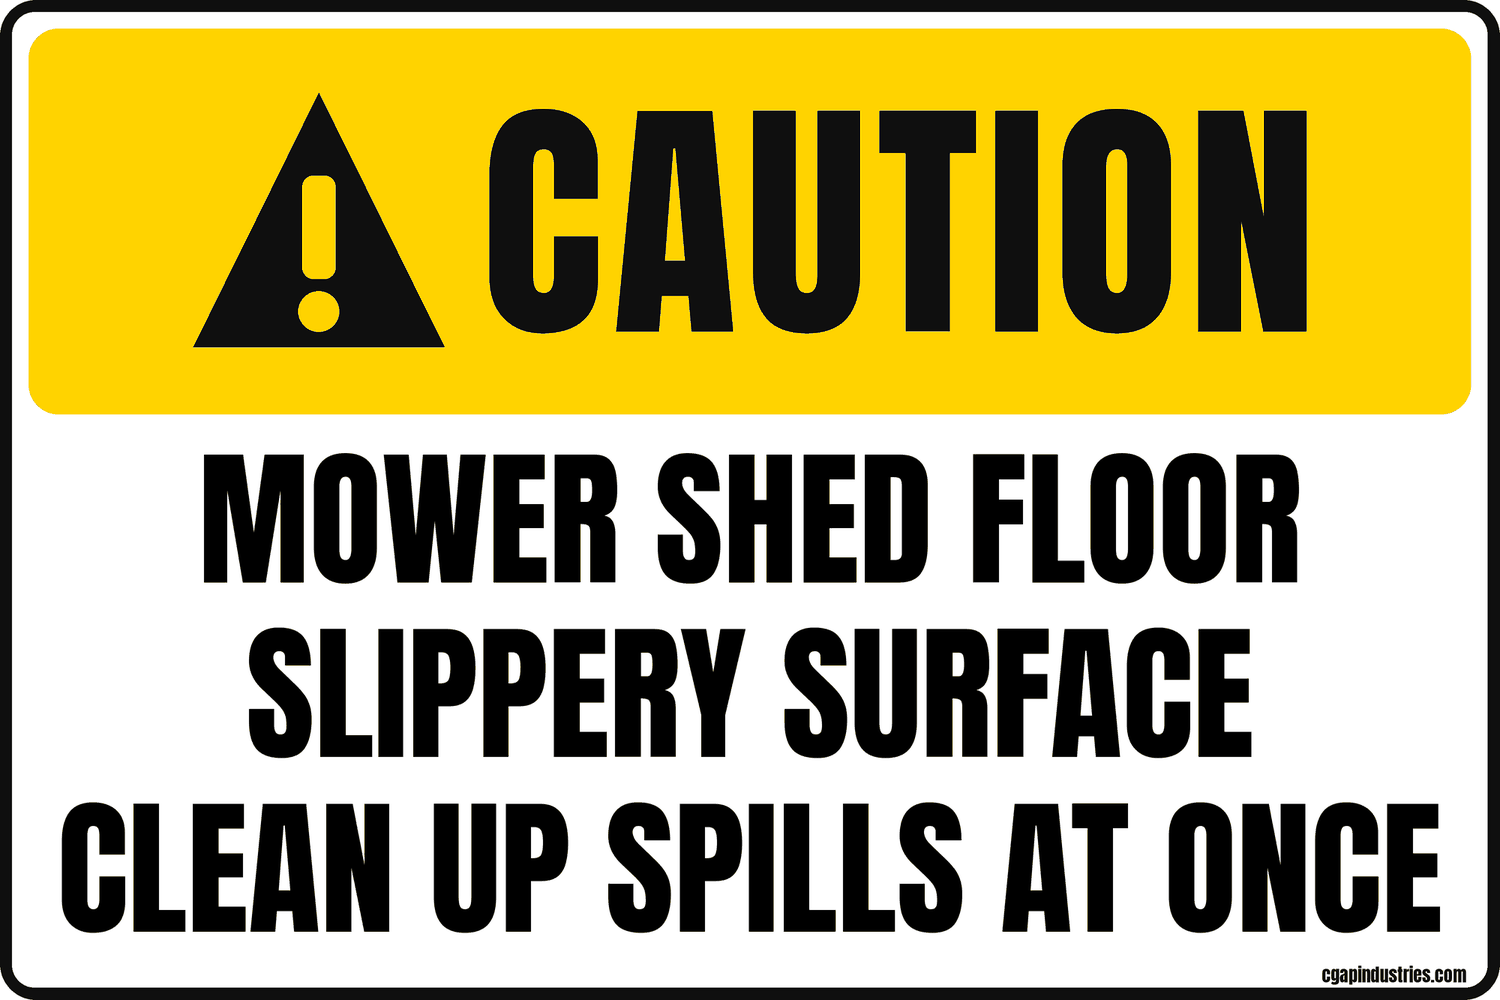 CAUTION
MOWER SHED FLOOR
SLIPPERY SURFACE
CLEAN UP SPILLS AT ONCE
cgapindustries.com